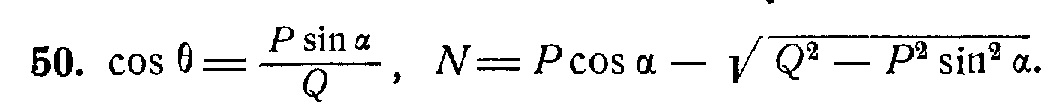 50. cos θ = P sin α / Q, N = P cos α — √(Q² — P² sin² α).